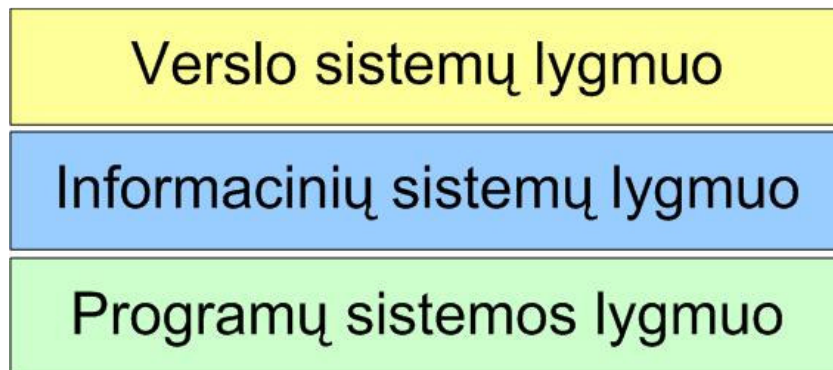 Verslo sistemų lygmuo
Informacinių sistemų lygmuo
Programų sistemos lygmuo